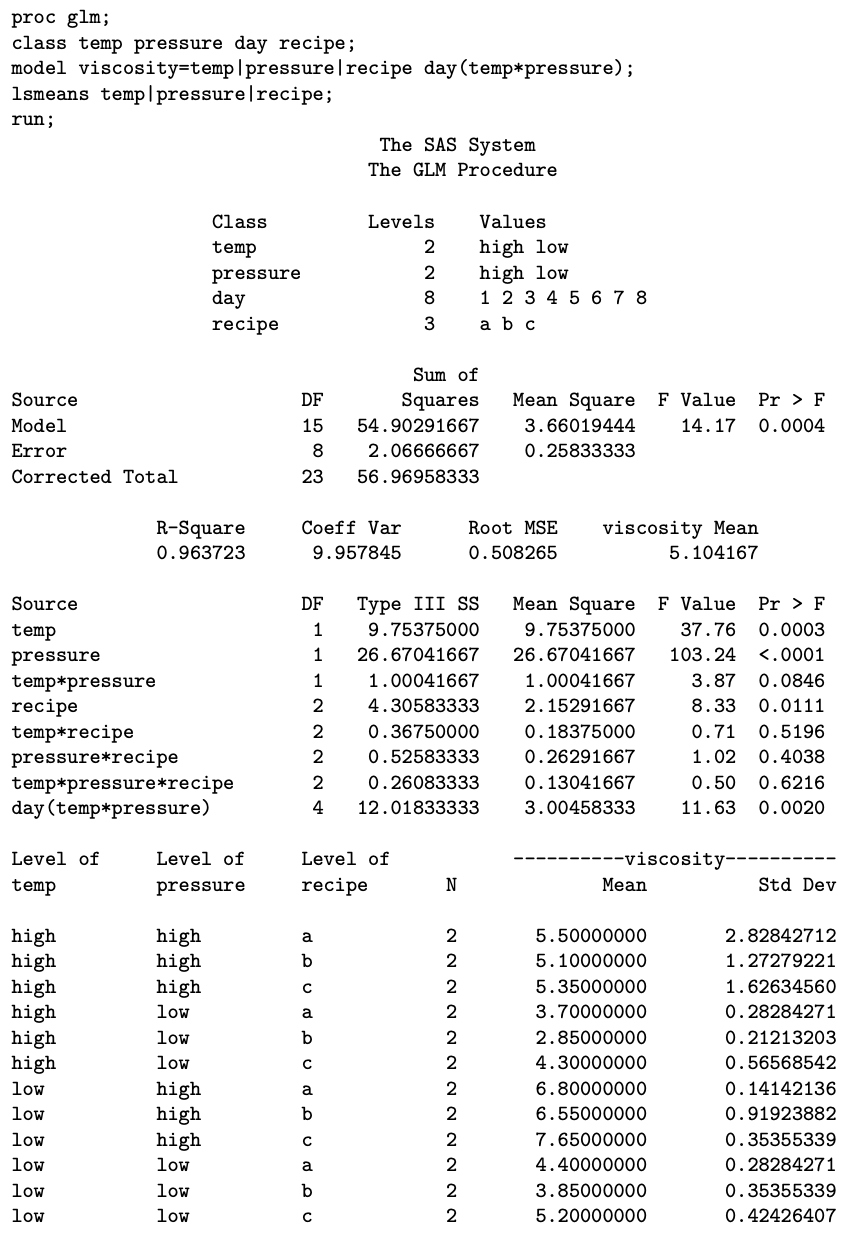 proc glm;
class temp pressure day recipe;
model viscosity=temp|pressure|recipe day(temp*pressure);
lsmeans temp|pressure|recipe;
run;
The SAS System
The GLM Procedure
Class Levels Values
temp 2 high low
pressure 2 high low
day 8 1 2 3 4 5 6 7 8
recipe 3 a b c
Sum of
Source DF Squares Mean Square F Value Pr > F
Model 15 54.90291667 3.66019444 14.17 0.0004
Error 8 2.06666667 0.25833333
Corrected Total 23 56.96958333
R-Square Coeff Var Root MSE viscosity Mean
0.963723 9.957845 0.508265 5.104167
Source DF Type III SS Mean Square F Value Pr > F
temp 1 9.75375000 9.75375000 37.76 0.0003
pressure 1 26.67041667 26.67041667 103.24 <.0001
temp*pressure 1 1.00041667 1.00041667 3.87 0.0846
recipe 2 4.30583333 2.15291667 8.33 0.0111
temp*recipe 2 0.36750000 0.18375000 0.71 0.5196
pressure*recipe 2 0.52583333 0.26291667 1.02 0.4038
temp*pressure*recipe 2 0.26083333 0.13041667 0.50 0.6216
day(temp*pressure) 4 12.01833333 3.00458333 11.63 0.0020
Level of Level of Level of ----------viscosity----------
temp pressure recipe N Mean Std Dev
high high a 2 5.50000000 2.82842712
high high b 2 5.10000000 1.27279221
high high c 2 5.35000000 1.62634560
high low a 2 3.70000000 0.28284271
high low b 2 2.85000000 0.21213203
high low c 2 4.30000000 0.56568542
low high a 2 6.80000000 0.14142136
low high b 2 6.55000000 0.91923882
low high c 2 7.65000000 0.35355339
low low a 2 4.40000000 0.28284271
low low b 2 3.85000000 0.35355339
low low c 2 5.20000000 0.42426407